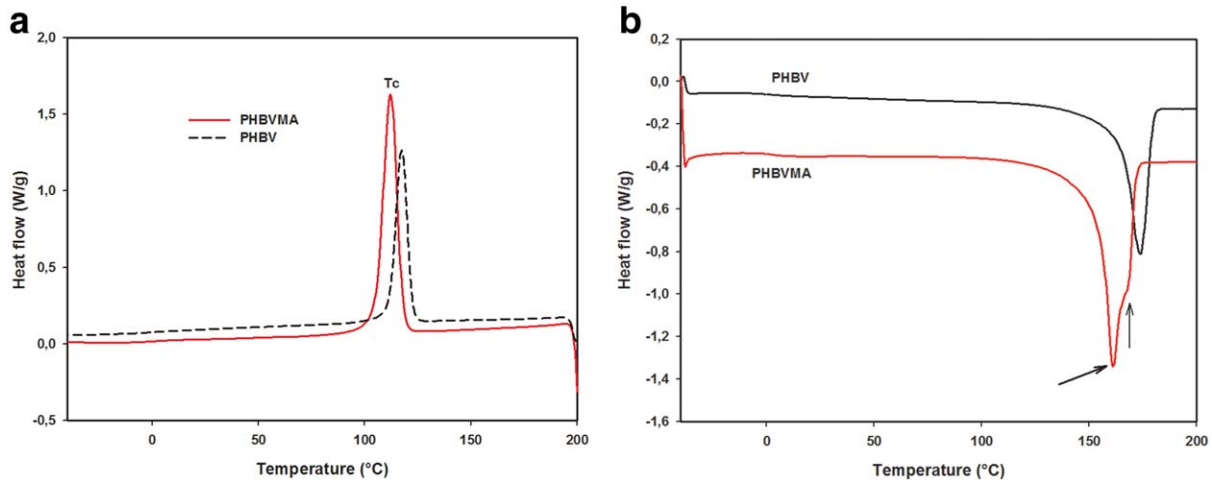 a
2,0
1,5
1,0
0,5
0,0
-0,5
Heat flow (W/g)
Tc
PHBVMA
PHBV
0
50
100
150
200
Temperature (°C)
b
0,2
0,0
-0,2
-0,4
-0,6
-0,8
-1,0
-1,2
-1,4
-1,6
Heat flow (W/g)
PHBV
PHBVMA
0
50
100
150
200
Temperature (°C)